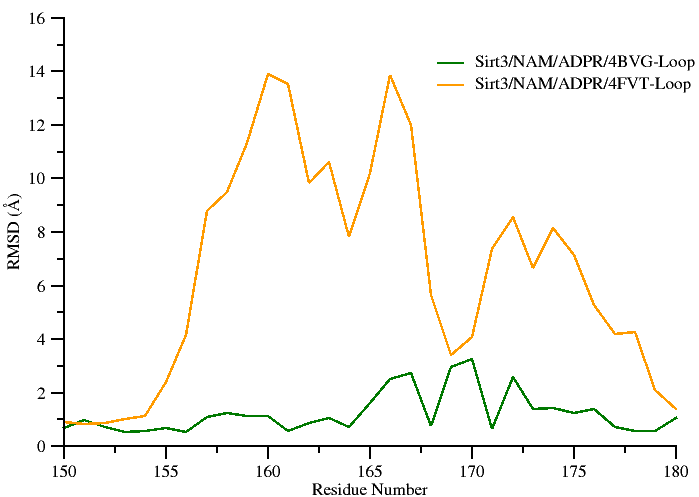 16
14
12
10
8
6
4
2
0
RMSD (Å)
Sirt3/NAM/ADPR/4BVG-Loop
Sirt3/NAM/ADPR/4FVT-Loop
150 155 160 165 170 175 180
Residue Number